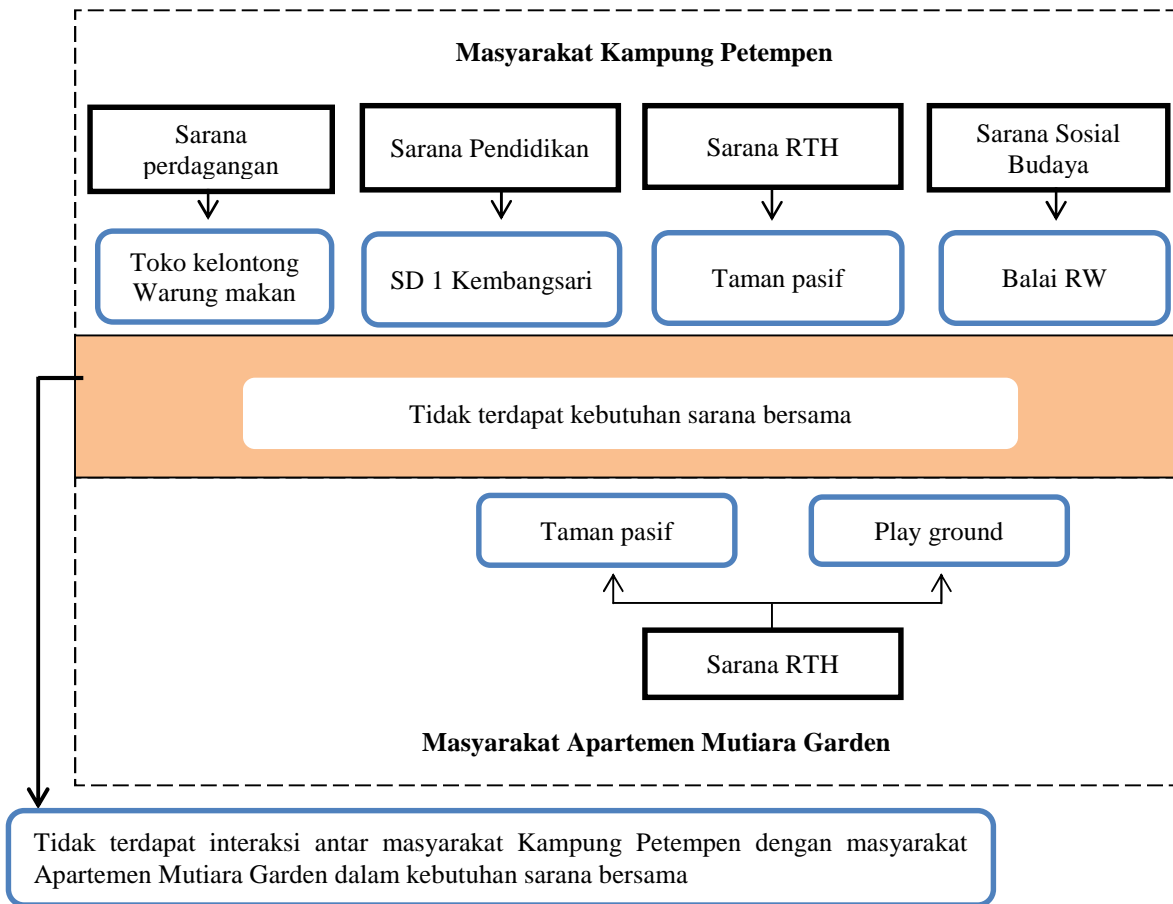 Masyarakat Kampung Petempen
Sarana
perdagangan
Sarana Pendidikan
Sarana RTH
Sarana Sosial
Budaya
Toko kelontong
Warung makan
SD 1 Kembangsari
Taman pasif
Balai RW
Tidak terdapat kebutuhan sarana bersama
Taman pasif
Play ground
Sarana RTH
Masyarakat Apartemen Mutiara Garden
Tidak terdapat interaksi antar masyarakat Kampung Petempen dengan masyarakat
Apartemen Mutiara Garden dalam kebutuhan sarana bersama